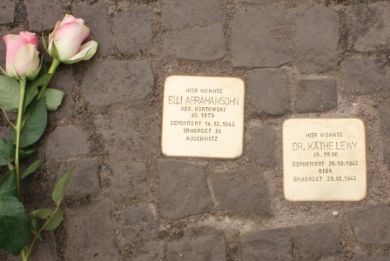 HIER WOHNTE
ELLI ABRAHAMSOHN
GEB. KORTOWSKI
JG. 1879
DEPORTIERT 14.12.1942
ERMORDET IN
AUSCHWITZ
HIER WOHNTE
DR. KÄTHE LEWY
JG. 1896
DEPORTIERT 26.10.1942
RIGA
ERMORDET 29.10.1942